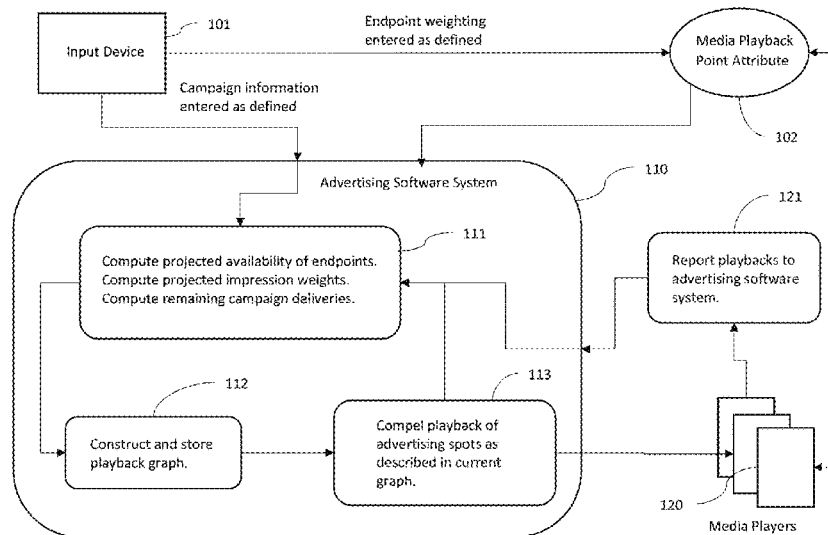 101
Endpoint weighting
entered as defined
Input Device
Media Playback
Point Attribute
Campaign information
entered as defined
102
Advertising Software System
110
121
111
Compute projected availability of endpoints.
Compute projected impression weights.
Compute remaining campaign deliveries.
Report playbacks to
advertising software
system.
112
113
Construct and store
playback graph.
Compel playback of
advertising spots as
described in current
graph.
120
Media Players